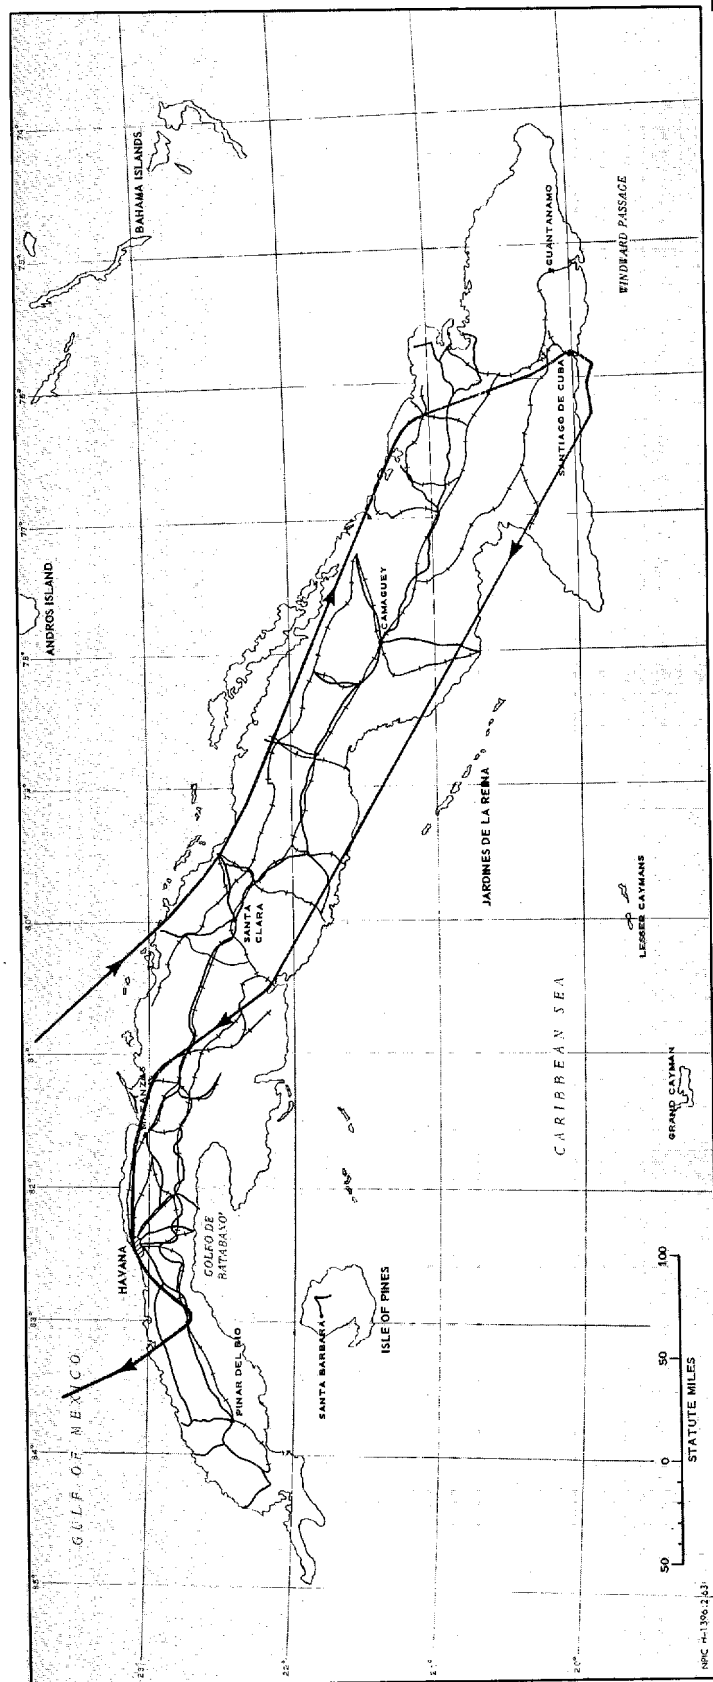 GULF OF MEXICO
HAVANA
MATANZAS
GOLFO DE
BATABANO'
PINAR DEL RIO
SANTA BARBARA
ISLE OF PINES
SANTA
CLARA
CAMAGUEY
SANTIAGO DE CUBA
GUANTANAMO
WINDWARD PASSAGE
ANDROS ISLAND
BAHAMA ISLANDS
JARDINES DE LA REINA
CARIBBEAN SEA
LESSER CAYMANS
GRAND CAYMAN
85°
84°
83°
82°
81°
80°
79°
78°
77°
76°
75°
74°
23°
22°
21°
20°
50
0
50
100
STATUTE MILES